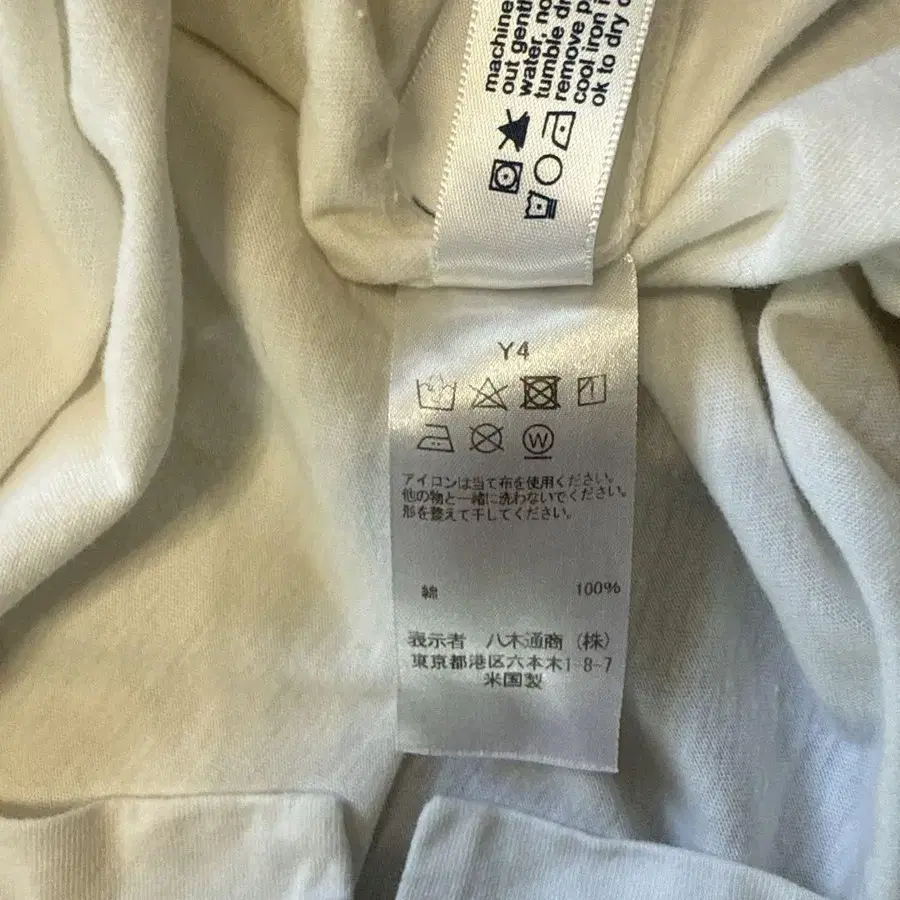 machine
out gentl
water, no
tumble dr
remove p
cool iron
ok to dry c
Y4
W
アイロンは当て布を使用ください。
他の物と一緒に洗わないでください。
形を整えて干してください。
綿 100%
表示者 八木通商(株)
東京都港区六本木1-8-7
米国製